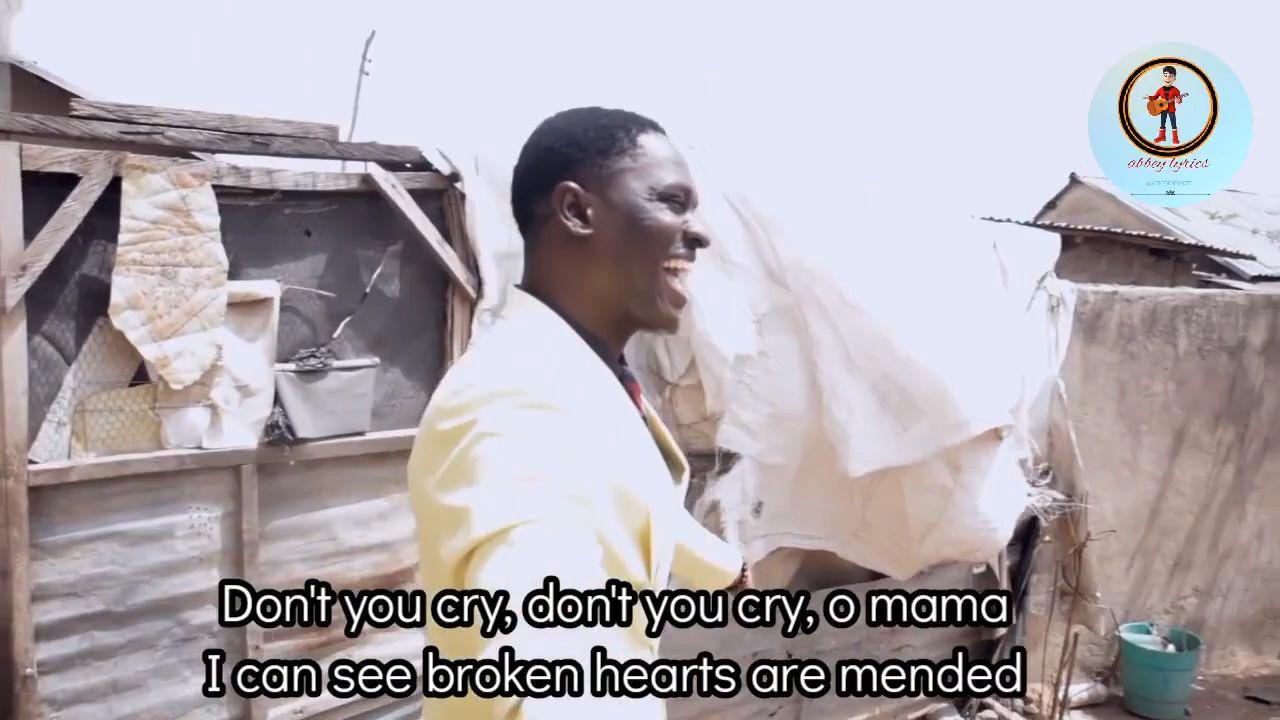 abbey lyrics
Don't you cry, don't you cry, o mama
I can see broken hearts are mended